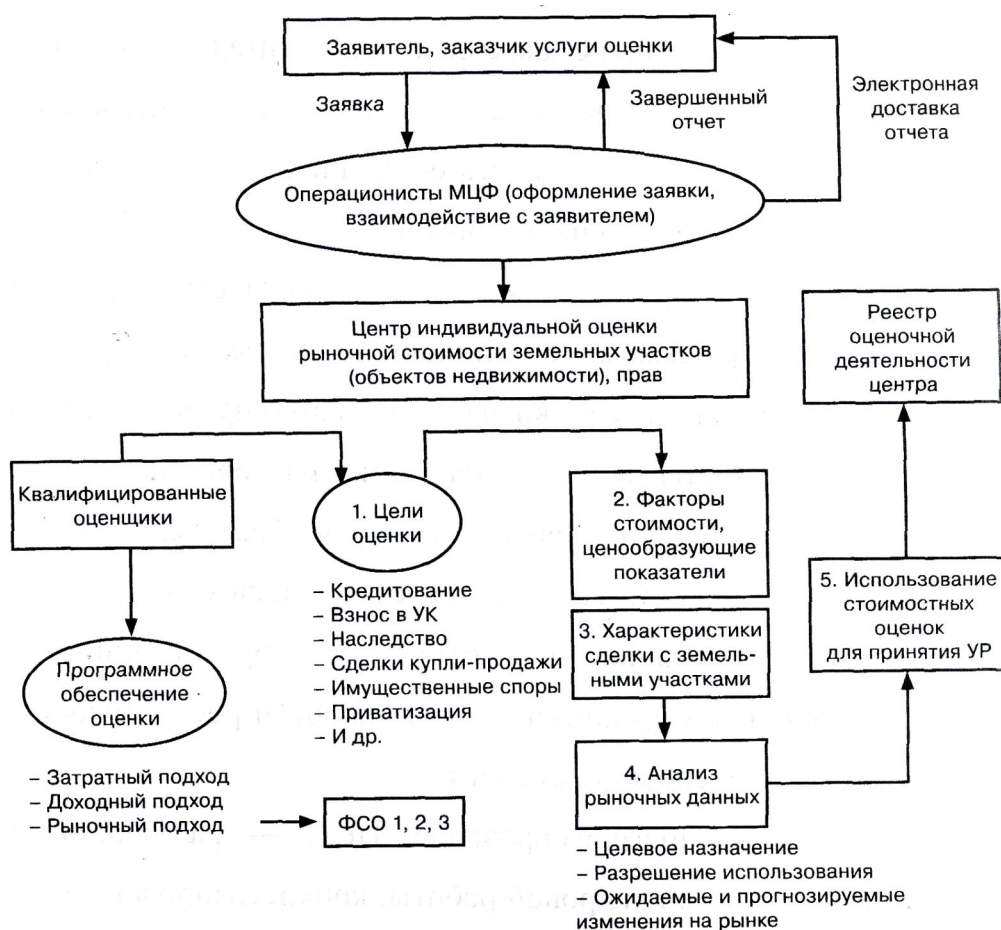 Заявитель, заказчик услуги оценки
Заявка
Завершенный
отчет
Электронная
доставка
отчета
Операционисты МЦФ (оформление заявки,
взаимодействие с заявителем)
Центр индивидуальной оценки
рыночной стоимости земельных участков
(объектов недвижимости), прав
Реестр
оценочной
деятельности
центра
Квалифицированные
оценщики
1. Цели
оценки
2. Факторы
стоимости,
ценообразующие
показатели
– Кредитование
– Взнос в УК
– Наследство
– Сделки купли-продажи
– Имущественные споры
– Приватизация
– И др.
3. Характеристики
сделки с земель-
ными участками
5. Использование
стоимостных
оценок
для принятия УР
Программное
обеспечение
оценки
– Затратный подход
– Доходный подход
– Рыночный подход
ФСО 1, 2, 3
4. Анализ
рыночных данных
– Целевое назначение
– Разрешение использования
– Ожидаемые и прогнозируемые
изменения на рынке